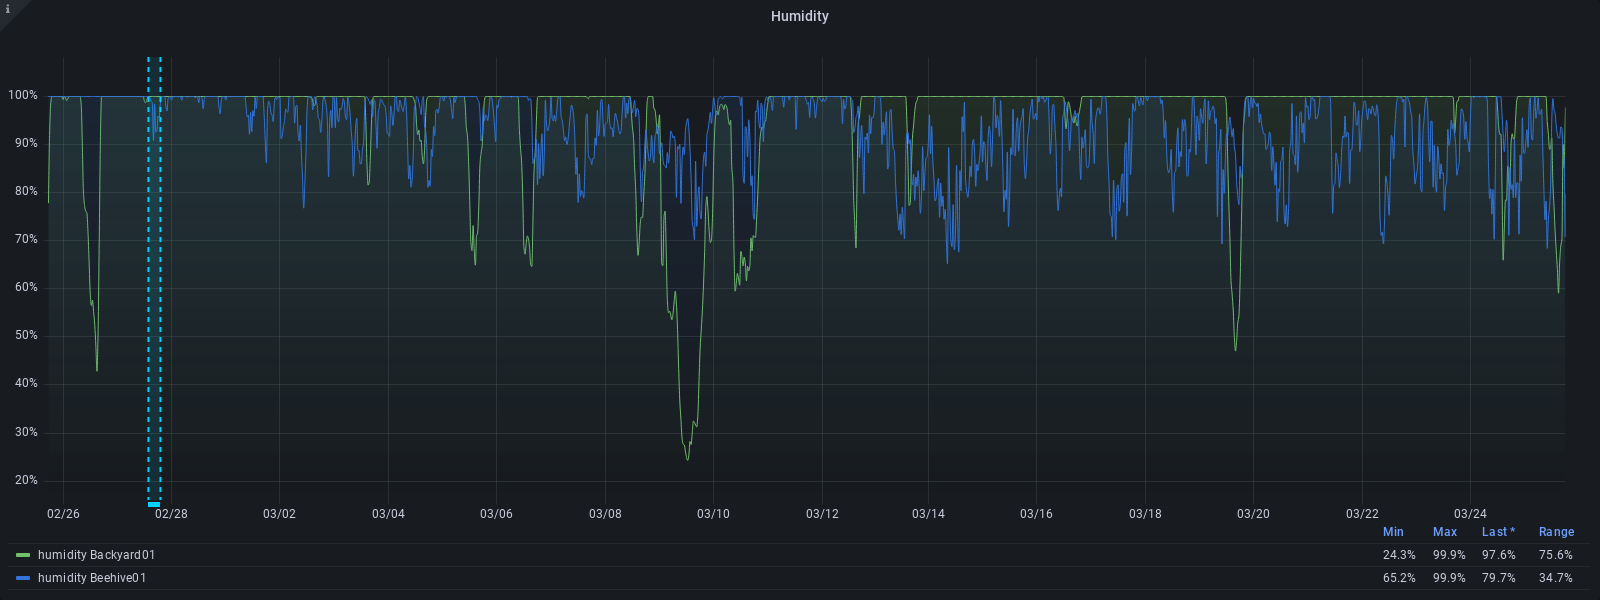 i
Humidity
100%
90%
80%
70%
60%
50%
40%
30%
20%
02/26 02/28 03/02 03/04 03/06 03/08 03/10 03/12 03/14 03/16 03/18 03/20 03/22 03/24
Min Max Last * Range
humidity Backyard01 24.3% 99.9% 97.6% 75.6%
humidity Beehive01 65.2% 99.9% 79.7% 34.7%